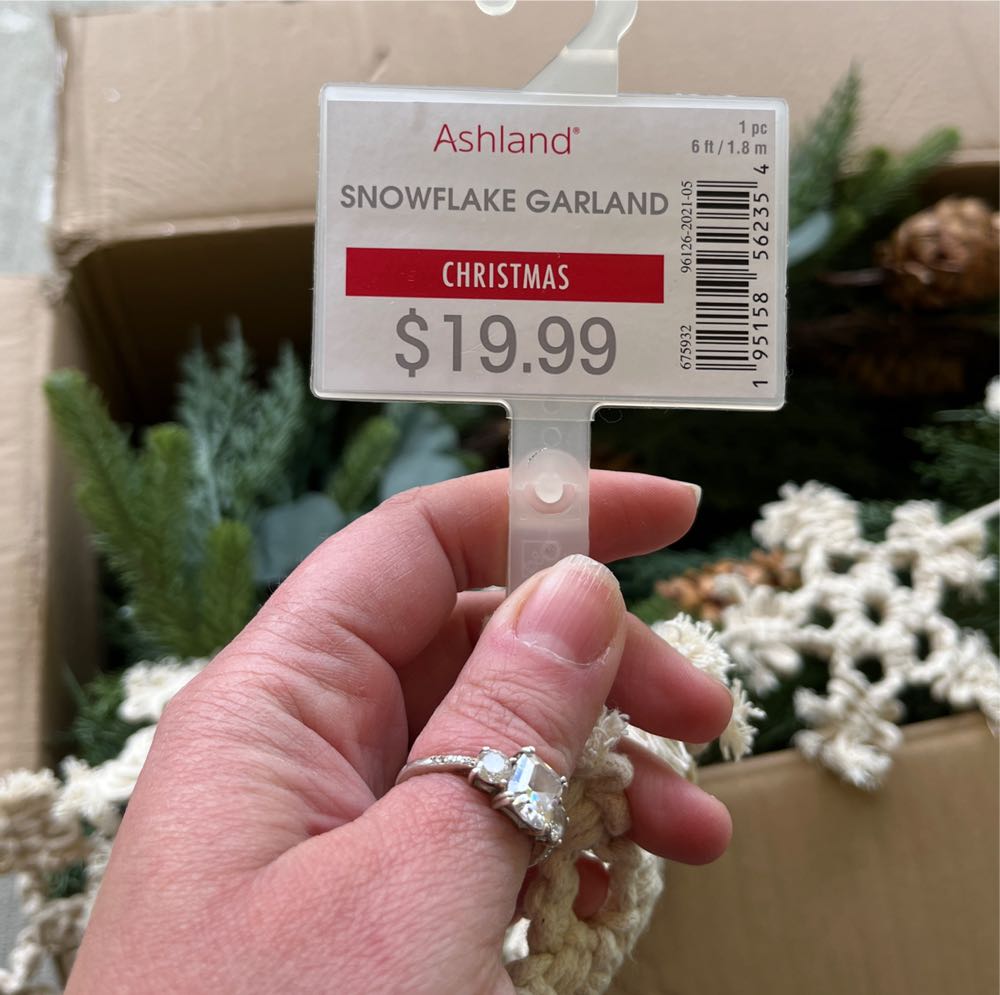 Ashland®
1 pc
6 ft / 1.8 m
SNOWFLAKE GARLAND
CHRISTMAS
$19.99
675932 96126-2021-05
1 95158 56235 4